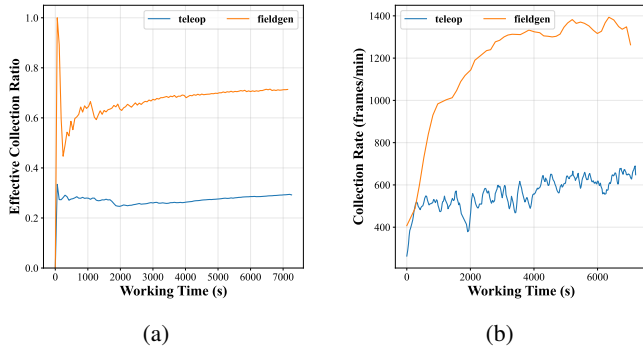 teleop fieldgen
1.0
0.8
0.6
0.4
0.2
0.0
Effective Collection Ratio
0 1000 2000 3000 4000 5000 6000 7000
Working Time (s)
(a)
teleop fieldgen
1400
1200
1000
800
600
400
Collection Rate (frames/min)
0 2000 4000 6000
Working Time (s)
(b)